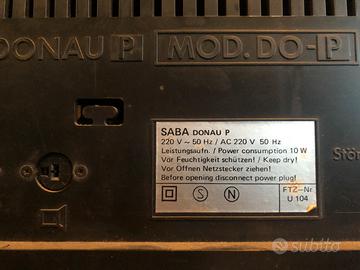 DONAU P MOD. DO-P
SABA DONAU P
220 V ~ 50 Hz / AC 220 V 50 Hz
Leistungsaufn. / Power consumption 10 W
Vor Feuchtigkeit schützen! / Keep dry!
Vor Öffnen Netzstecker ziehen!
Before opening disconnect power plug!
S N
FTZ-Nr
U 104
Stör
subito